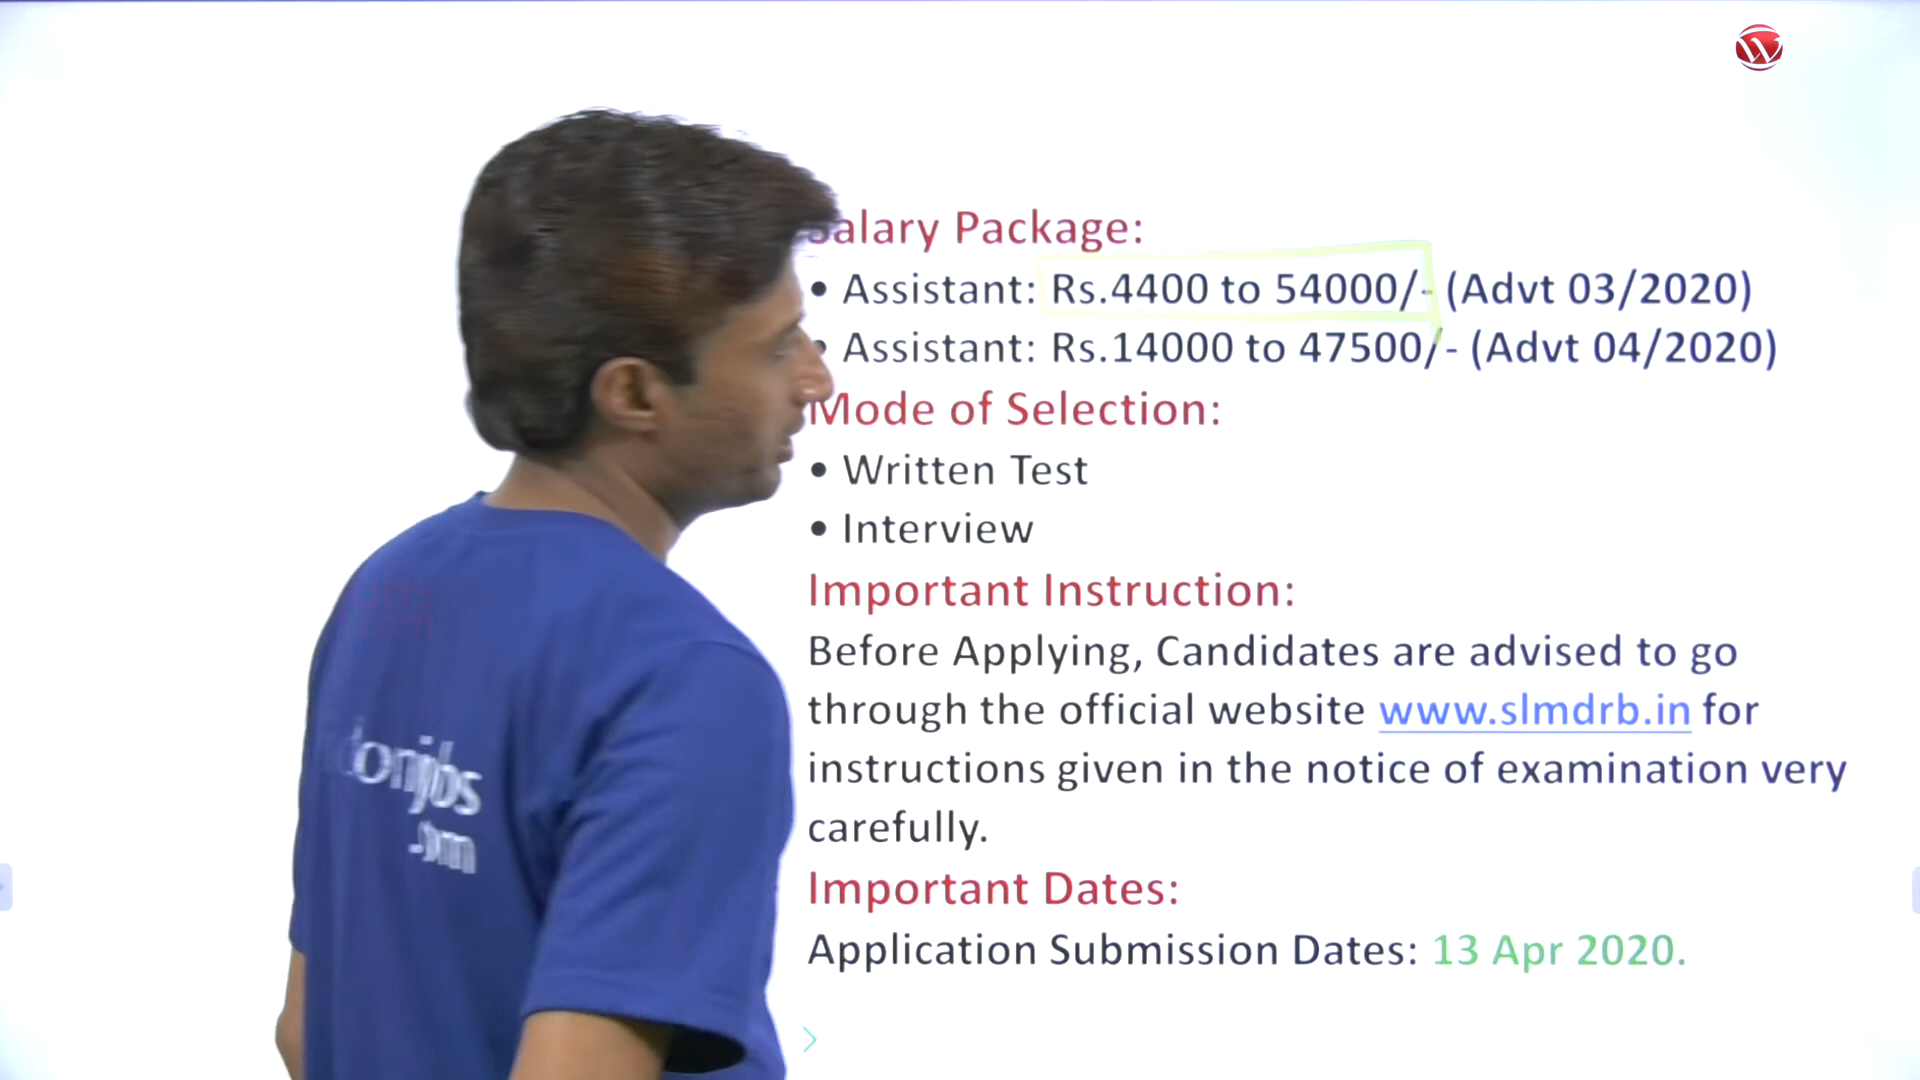 Salary Package:
• Assistant: Rs.4400 to 54000/- (Advt 03/2020)
• Assistant: Rs.14000 to 47500/- (Advt 04/2020)
Mode of Selection:
• Written Test
• Interview
Important Instruction:
Before Applying, Candidates are advised to go
through the official website www.slmdrb.in for
instructions given in the notice of examination very
carefully.
Important Dates:
Application Submission Dates: 13 Apr 2020.